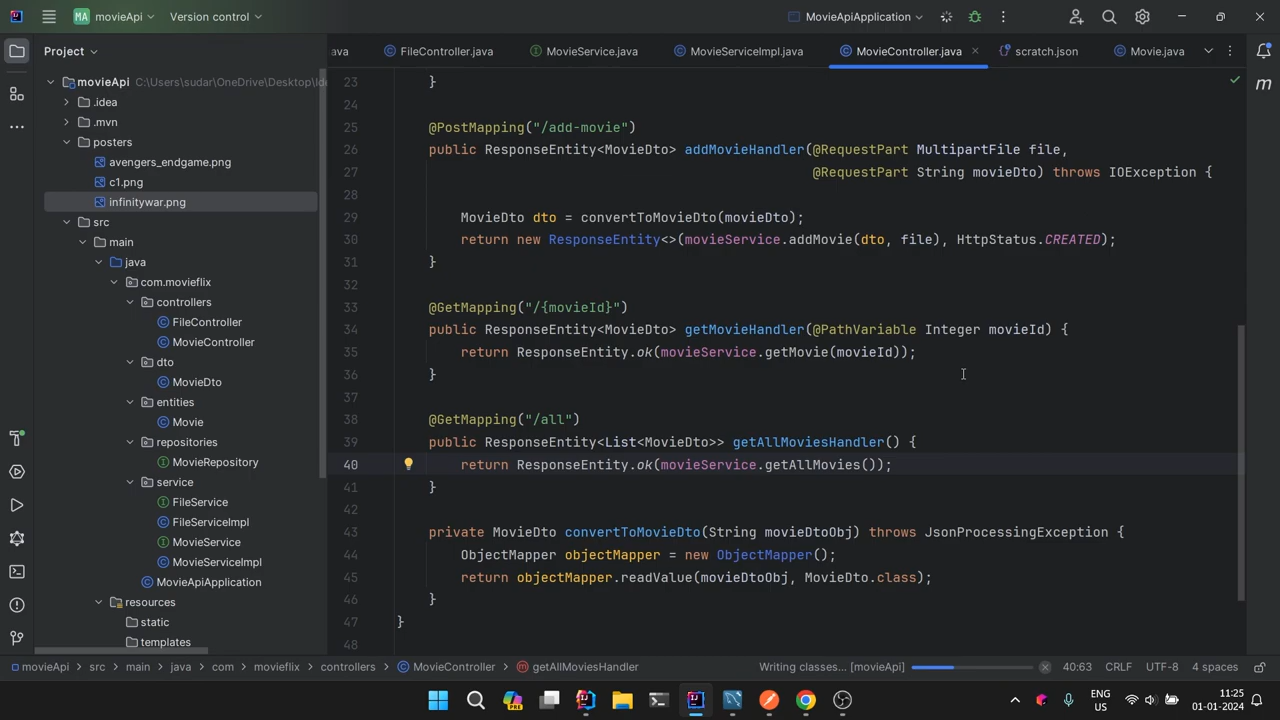 MA movieApi Version control MovieApiApplication
Project ava FileController.java MovieService.java MovieServiceImpl.java MovieController.java scratch.json Movie.java
movieApi C:\Users\sudar\OneDrive\Desktop\Ide
.idea
.mvn
posters
avengers_endgame.png
c1.png
infinitywar.png
src
main
java
com.movieflix
controllers
FileController
MovieController
dto
MovieDto
entities
Movie
repositories
MovieRepository
service
FileService
FileServiceImpl
MovieService
MovieServiceImpl
MovieApiApplication
resources
static
templates
23 }
24
25 @PostMapping("/add-movie")
26 public ResponseEntity<MovieDto> addMovieHandler(@RequestPart MultipartFile file,
27 @RequestPart String movieDto) throws IOException {
28
29 MovieDto dto = convertToMovieDto(movieDto);
30 return new ResponseEntity<>(movieService.addMovie(dto, file), HttpStatus.CREATED);
31 }
32
33 @GetMapping("/{movieId}")
34 public ResponseEntity<MovieDto> getMovieHandler(@PathVariable Integer movieId) {
35 return ResponseEntity.ok(movieService.getMovie(movieId));
36 }
37
38 @GetMapping("/all")
39 public ResponseEntity<List<MovieDto>> getAllMoviesHandler() {
40 return ResponseEntity.ok(movieService.getAllMovies());
41 }
42
43 private MovieDto convertToMovieDto(String movieDtoObj) throws JsonProcessingException {
44 ObjectMapper objectMapper = new ObjectMapper();
45 return objectMapper.readValue(movieDtoObj, MovieDto.class);
46 }
47 }
48
m
movieApi > src > main > java > com > movieflix > controllers > MovieController > getAllMoviesHandler Writing classes... [movieApi] 40:63 CRLF UTF-8 4 spaces
PRE ENG 11:25
US 01-01-2024